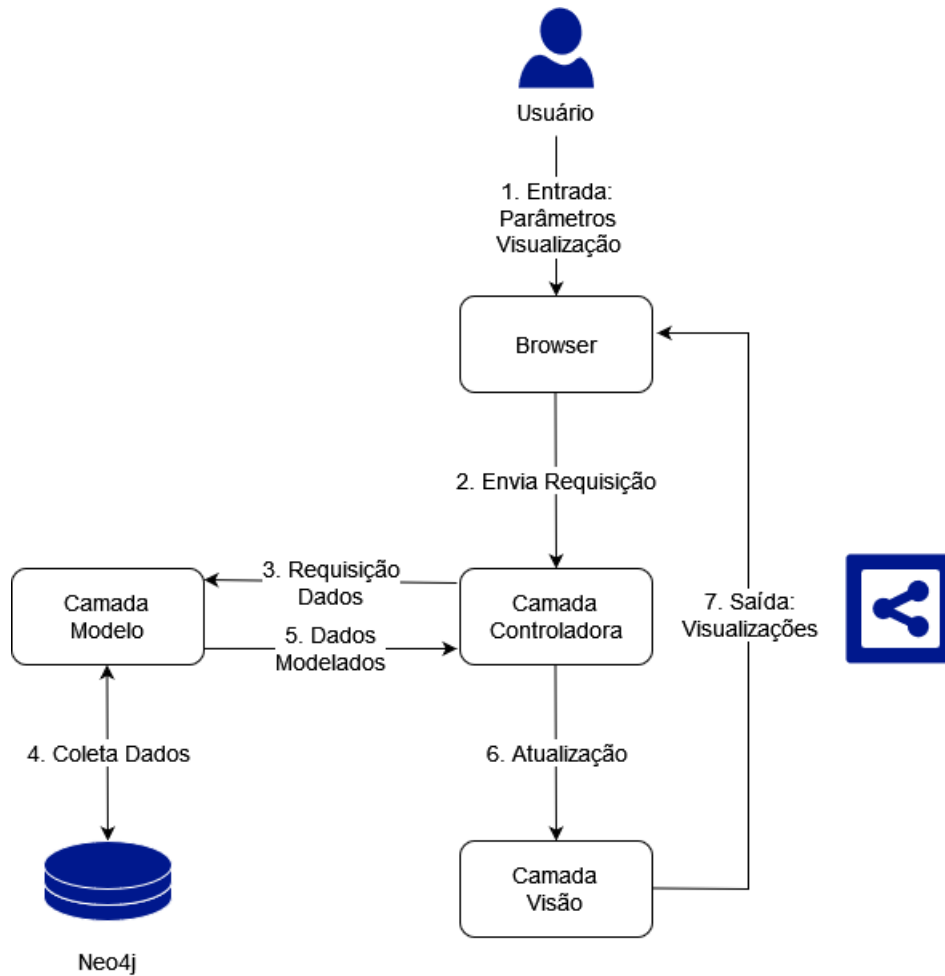 Usuário
1. Entrada:
Parâmetros
Visualização
Browser
2. Envia Requisição
3. Requisição
Dados
Camada
Modelo
Camada
Controladora
5. Dados
Modelados
7. Saída:
Visualizações
4. Coleta Dados
6. Atualização
Camada
Visão
Neo4j